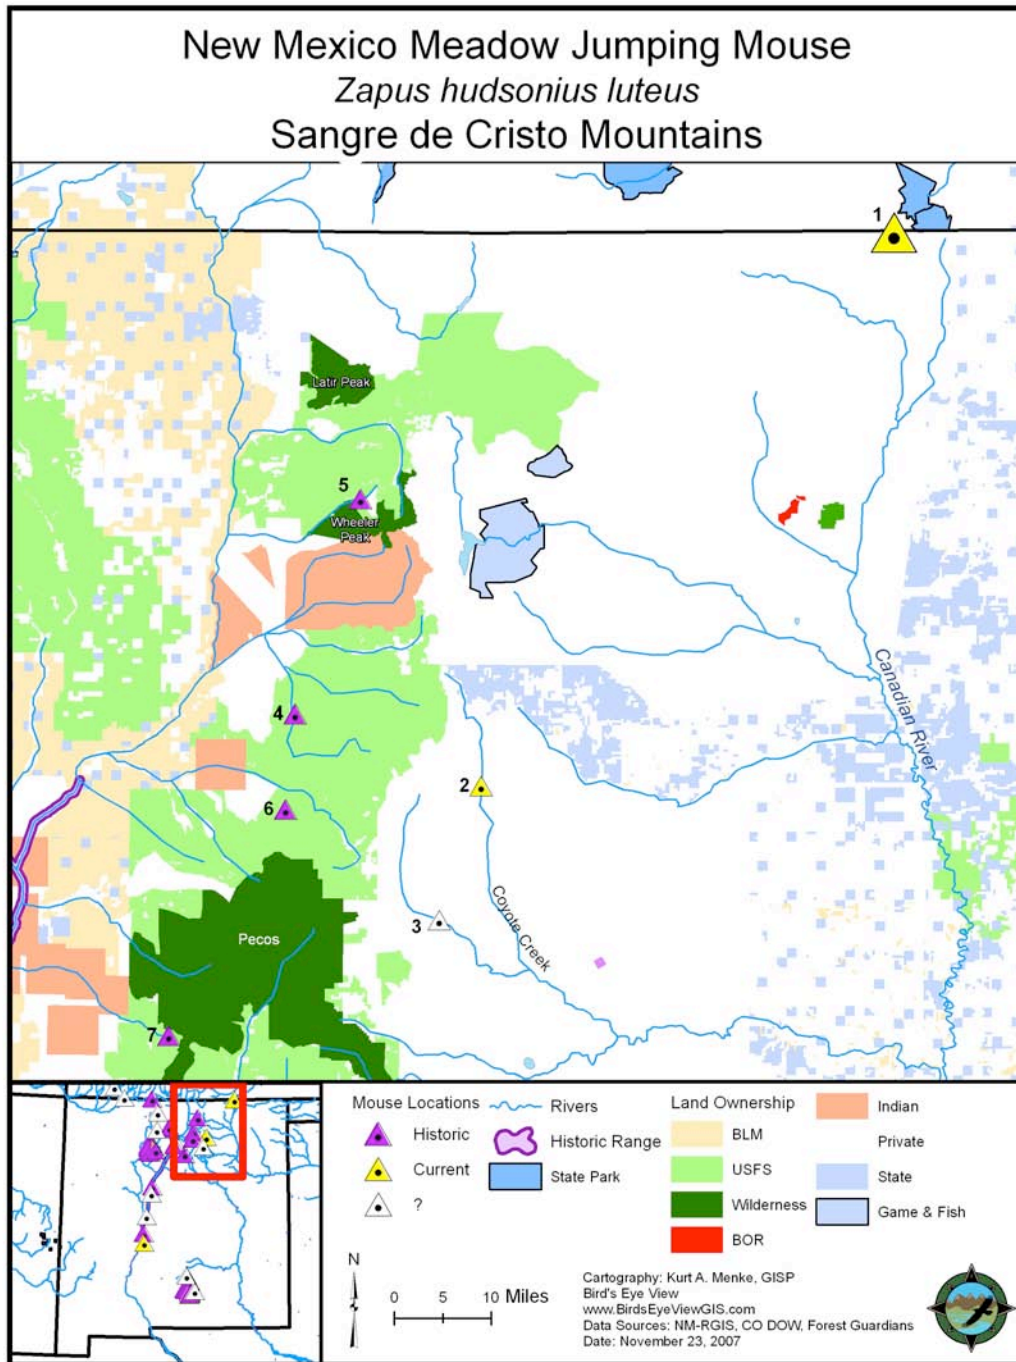 New Mexico Meadow Jumping Mouse
Zapus hudsonius luteus
Sangre de Cristo Mountains
1
Latir Peak
5
Wheeler
Peak
Canadian River
4
2
6
3
Coyote Creek
Pecos
7
Mouse Locations
Historic
Current
?
Rivers
Historic Range
State Park
Land Ownership
BLM
USFS
Wilderness
BOR
Indian
Private
State
Game & Fish
N
0 5 10 Miles
Cartography: Kurt A. Menke, GISP
Bird's Eye View
www.BirdsEyeViewGIS.com
Data Sources: NM-RGIS, CO DOW, Forest Guardians
Date: November 23, 2007